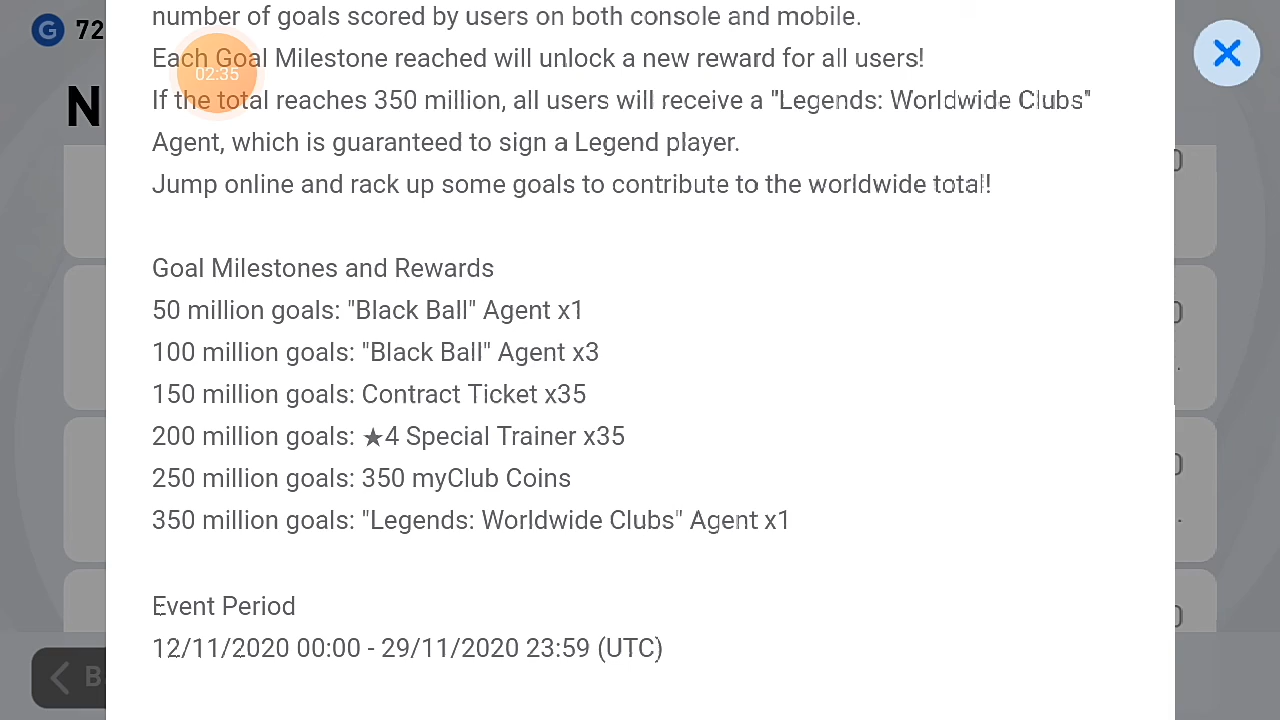 72
number of goals scored by users on both console and mobile.
Each Goal Milestone reached will unlock a new reward for all users!
02:35
If the total reaches 350 million, all users will receive a "Legends: Worldwide Clubs"
Agent, which is guaranteed to sign a Legend player.
Jump online and rack up some goals to contribute to the worldwide total!
Goal Milestones and Rewards
50 million goals: "Black Ball" Agent x1
100 million goals: "Black Ball" Agent x3
150 million goals: Contract Ticket x35
200 million goals: ★4 Special Trainer x35
250 million goals: 350 myClub Coins
350 million goals: "Legends: Worldwide Clubs" Agent x1
Event Period
12/11/2020 00:00 - 29/11/2020 23:59 (UTC)